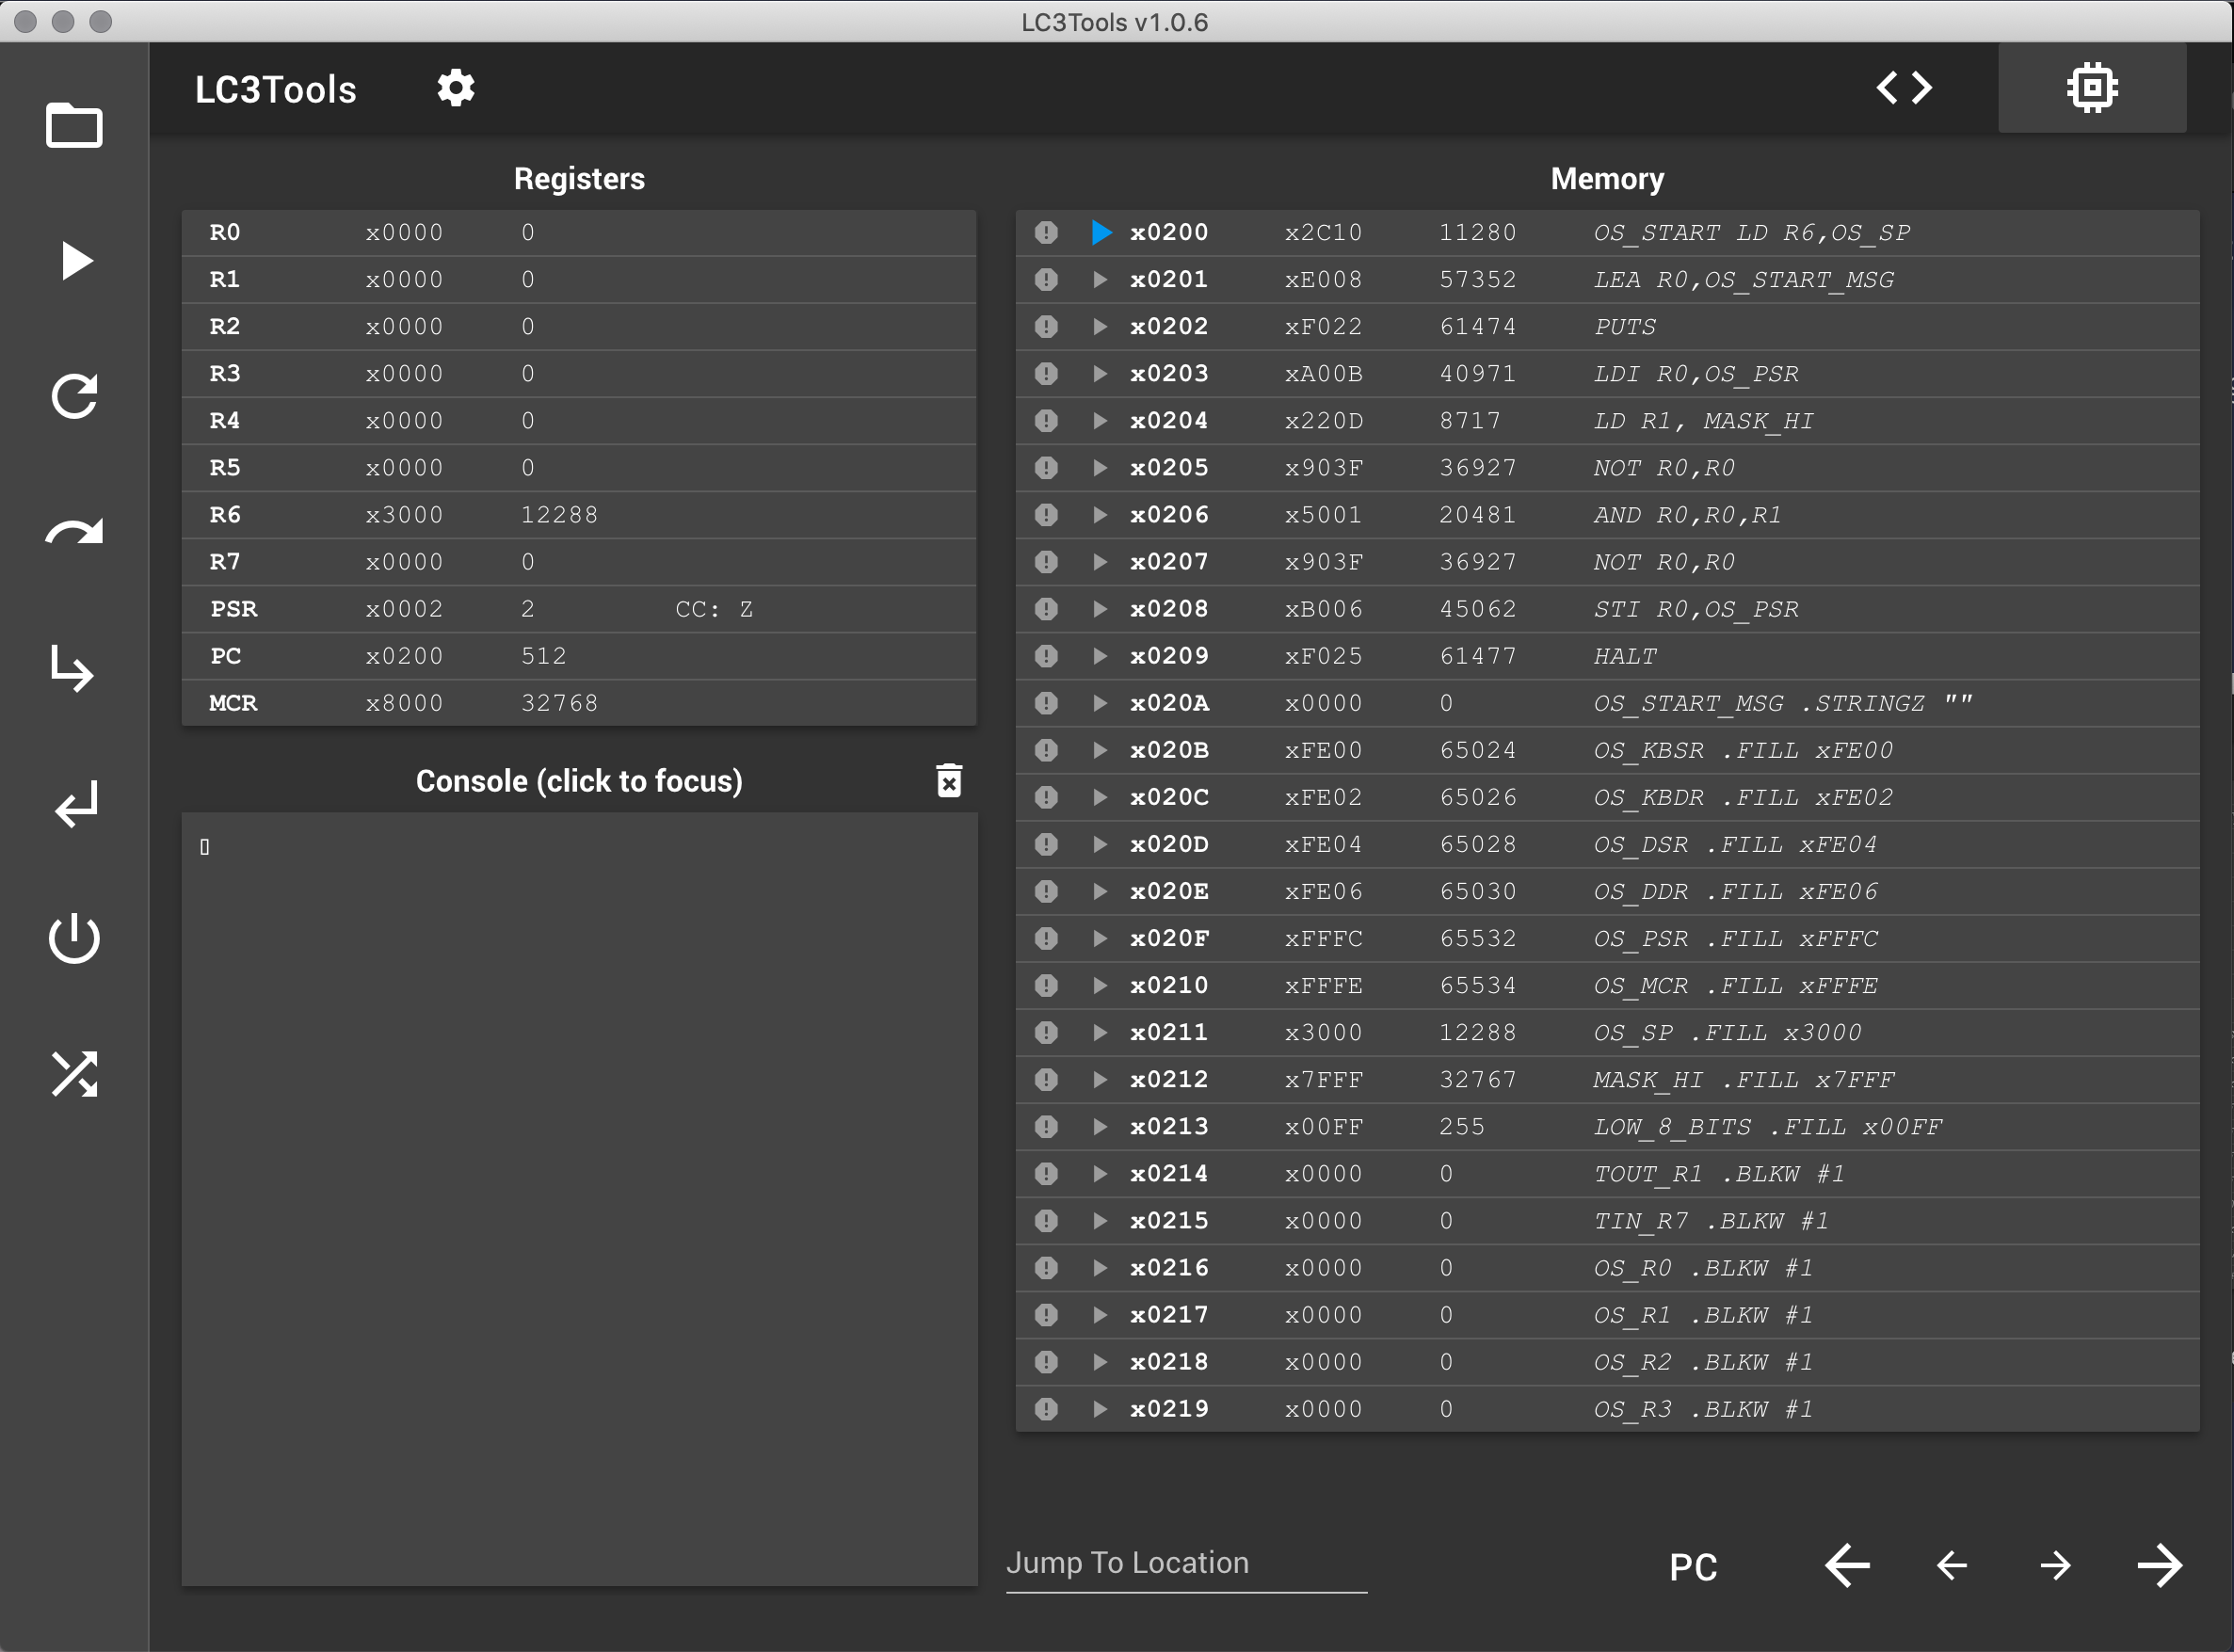 LC3Tools v1.0.6
LC3Tools
Registers
R0 x0000 0
R1 x0000 0
R2 x0000 0
R3 x0000 0
R4 x0000 0
R5 x0000 0
R6 x3000 12288
R7 x0000 0
PSR x0002 2 CC: Z
PC x0200 512
MCR x8000 32768
Console (click to focus)
Memory
x0200 x2C10 11280 OS_START LD R6,OS_SP
x0201 xE008 57352 LEA R0,OS_START_MSG
x0202 xF022 61474 PUTS
x0203 xA00B 40971 LDI R0,OS_PSR
x0204 x220D 8717 LD R1, MASK_HI
x0205 x903F 36927 NOT R0,R0
x0206 x5001 20481 AND R0,R0,R1
x0207 x903F 36927 NOT R0,R0
x0208 xB006 45062 STI R0,OS_PSR
x0209 xF025 61477 HALT
x020A x0000 0 OS_START_MSG .STRINGZ ""
x020B xFE00 65024 OS_KBSR .FILL xFE00
x020C xFE02 65026 OS_KBDR .FILL xFE02
x020D xFE04 65028 OS_DSR .FILL xFE04
x020E xFE06 65030 OS_DDR .FILL xFE06
x020F xFFFC 65532 OS_PSR .FILL xFFFC
x0210 xFFFE 65534 OS_MCR .FILL xFFFE
x0211 x3000 12288 OS_SP .FILL x3000
x0212 x7FFF 32767 MASK_HI .FILL x7FFF
x0213 x00FF 255 LOW_8_BITS .FILL x00FF
x0214 x0000 0 TOUT_R1 .BLKW #1
x0215 x0000 0 TIN_R7 .BLKW #1
x0216 x0000 0 OS_R0 .BLKW #1
x0217 x0000 0 OS_R1 .BLKW #1
x0218 x0000 0 OS_R2 .BLKW #1
x0219 x0000 0 OS_R3 .BLKW #1
Jump To Location
PC